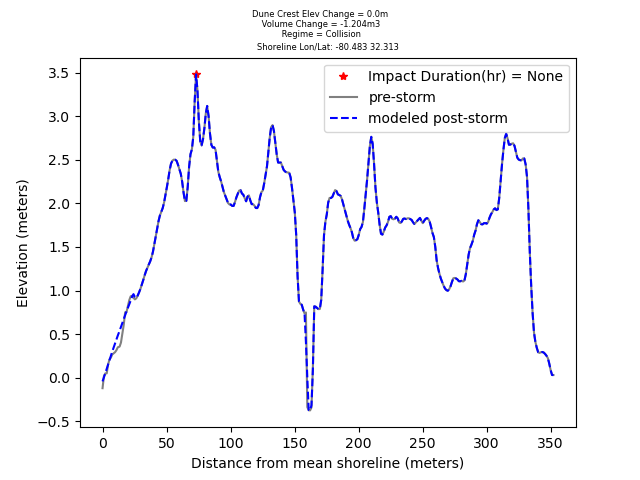 Dune Crest Elev Change = 0.0m
Volume Change = -1.204m3
Regime = Collision
Shoreline Lon/Lat: -80.483 32.313
Impact Duration(hr) = None
pre-storm
modeled post-storm
Elevation (meters)
3.5
3.0
2.5
2.0
1.5
1.0
0.5
0.0
−0.5
0 50 100 150 200 250 300 350
Distance from mean shoreline (meters)